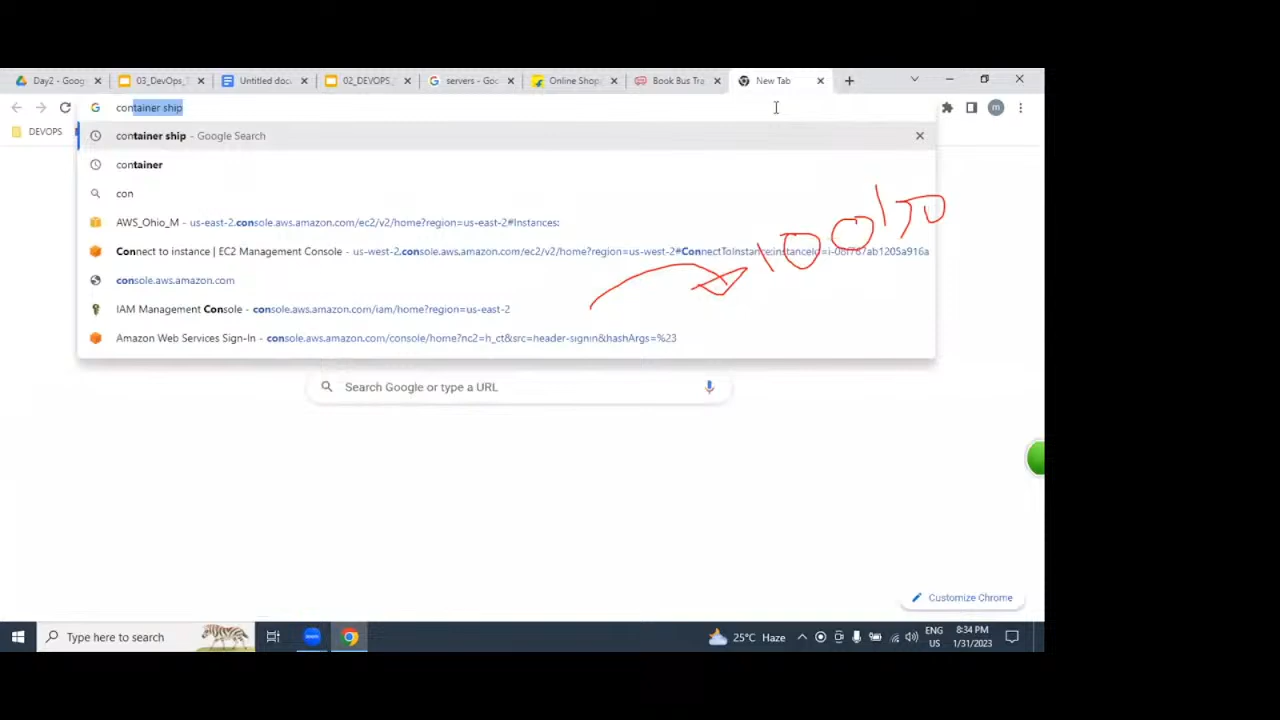 Day2 - Goog
03_DevOps_
Untitled doc
02_DEVOPS_
servers - Goo
Online Shop
Book Bus Tra
New Tab
container ship
m
DEVOPS
container ship - Google Search
container
con
AWS_Ohio_M - us-east-2.console.aws.amazon.com/ec2/v2/home?region=us-east-2#Instances:
Connect to instance | EC2 Management Console - us-west-2.console.aws.amazon.com/ec2/v2/home?region=us-west-2#ConnectToInstance:instanceId=i-08f767ab1205a916a
console.aws.amazon.com
IAM Management Console - console.aws.amazon.com/iam/home?region=us-east-2
Amazon Web Services Sign-In - console.aws.amazon.com/console/home?nc2=h_ct&src=header-signin&hashArgs=%23
Search Google or type a URL
Customize Chrome
Type here to search
zoom
25°C Haze
ENG
US
8:34 PM
1/31/2023